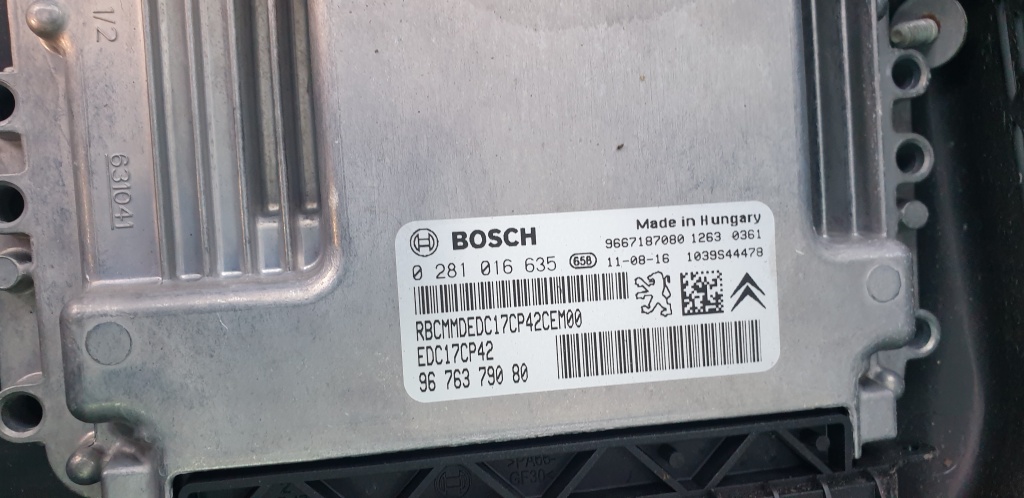 1/2
63104
BOSCH
Made in Hungary
9667187080 1263 0361
0 281 016 635 658 11-08-16 1039S44478
RBCMMDEDC17CP42CEM00
EDC17CP42
96 763 790 80